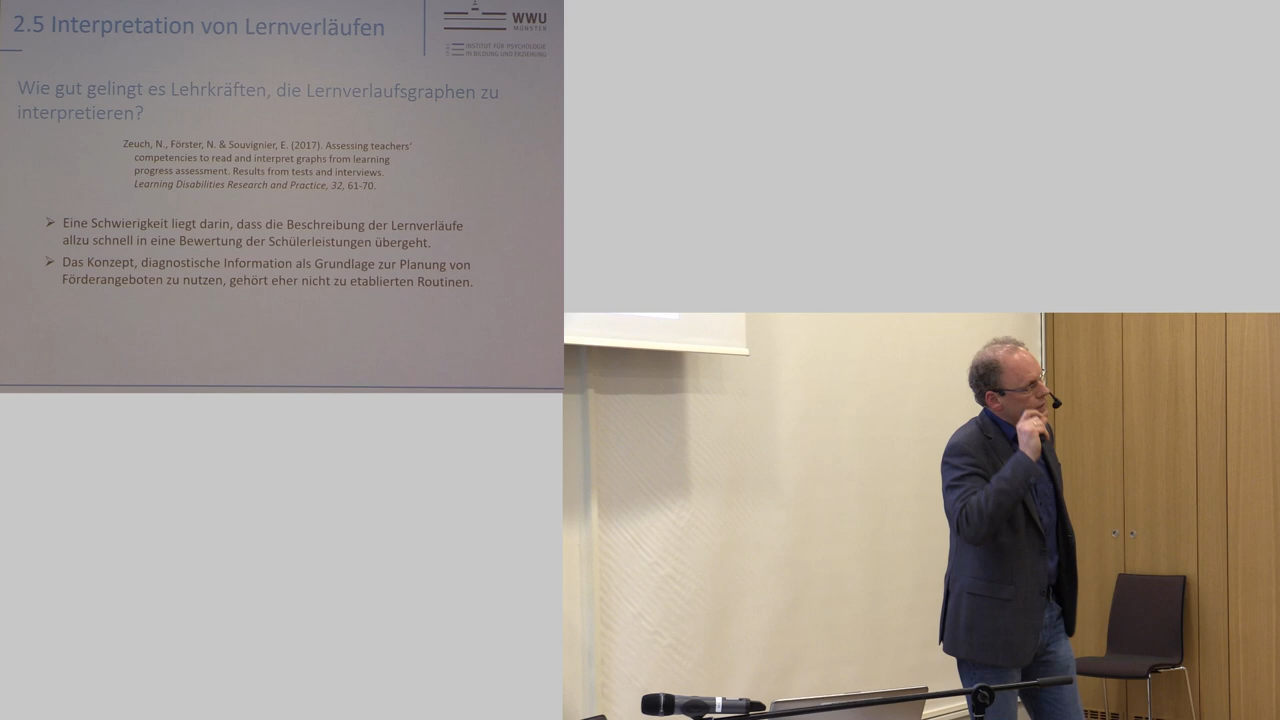 2.5 Interpretation von Lernverläufen
WWU
MÜNSTER
INSTITUT FÜR PSYCHOLOGIE
IN BILDUNG UND ERZIEHUNG
Wie gut gelingt es Lehrkräften, die Lernverlaufsgraphen zu
interpretieren?
Zeuch, N., Förster, N. & Souvignier, E. (2017). Assessing teachers'
competencies to read and interpret graphs from learning
progress assessment. Results from tests and interviews.
Learning Disabilities Research and Practice, 32, 61-70.
➢ Eine Schwierigkeit liegt darin, dass die Beschreibung der Lernverläufe
allzu schnell in eine Bewertung der Schülerleistungen übergeht.
➢ Das Konzept, diagnostische Information als Grundlage zur Planung von
Förderangeboten zu nutzen, gehört eher nicht zu etablierten Routinen.